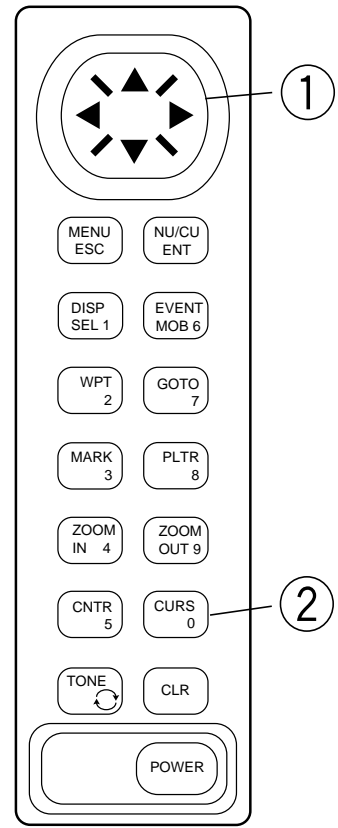 1
MENU
ESC
NU/CU
ENT
DISP
SEL 1
EVENT
MOB 6
WPT
2
GOTO
7
MARK
3
PLTR
8
ZOOM
IN 4
ZOOM
OUT 9
CNTR
5
CURS
0
2
TONE
CLR
POWER